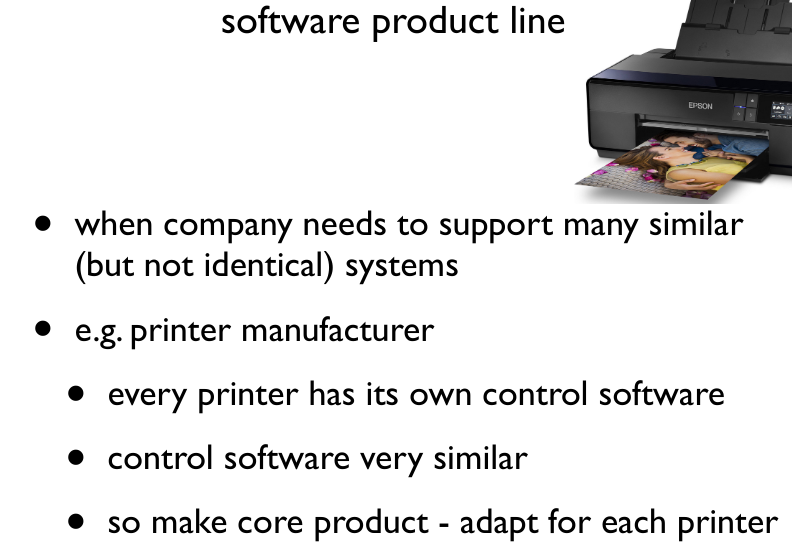 software product line
EPSON
• when company needs to support many similar
(but not identical) systems
• e.g. printer manufacturer
• every printer has its own control software
• control software very similar
• so make core product - adapt for each printer